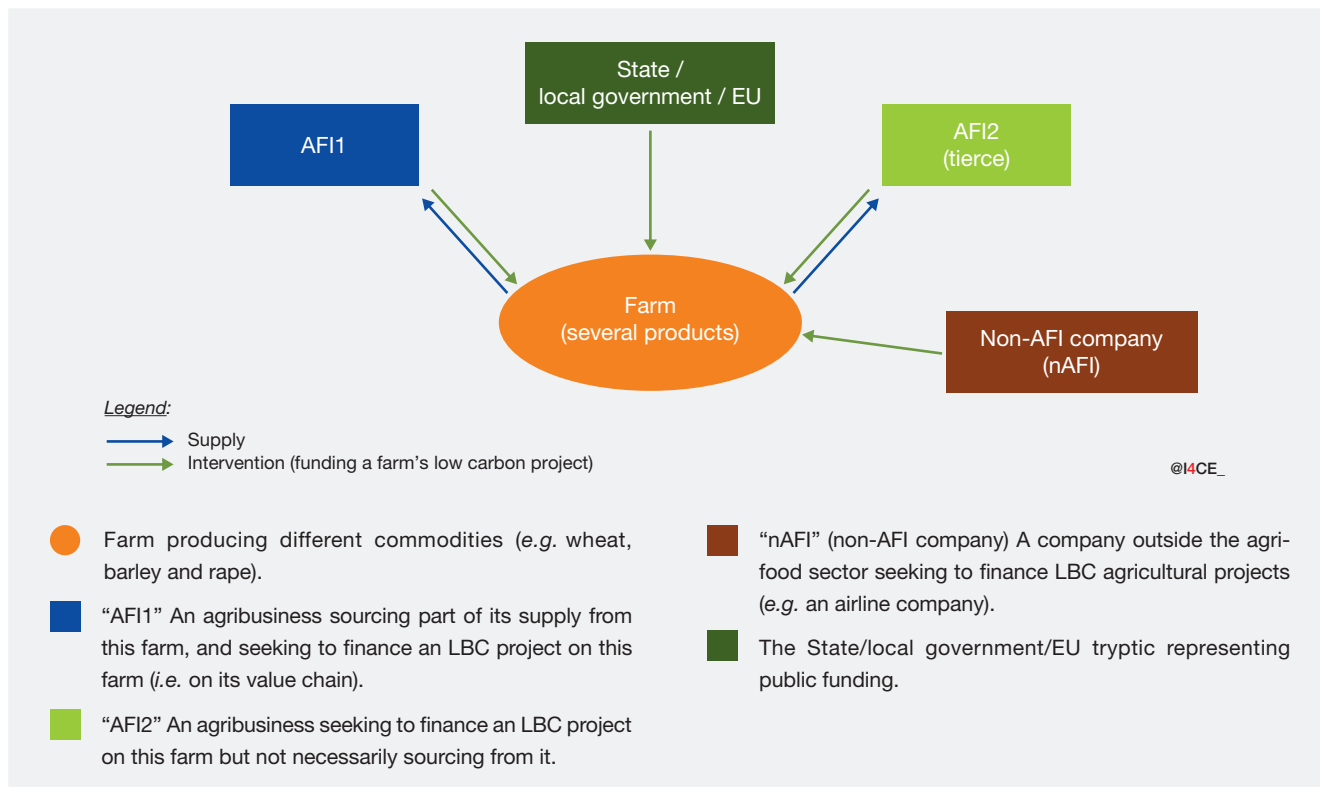 State /
local government / EU
AFI1
AFI2
(tierce)
Farm
(several products)
Non-AFI company
(nAFI)
Legend:
Supply
Intervention (funding a farm's low carbon project)
@I4CE_
Farm producing different commodities (e.g. wheat,
barley and rape).
“AFI1” An agribusiness sourcing part of its supply from
this farm, and seeking to finance an LBC project on this
farm (i.e. on its value chain).
“AFI2” An agribusiness seeking to finance an LBC project
on this farm but not necessarily sourcing from it.
“nAFI” (non-AFI company) A company outside the agri-
food sector seeking to finance LBC agricultural projects
(e.g. an airline company).
The State/local government/EU tryptic representing
public funding.